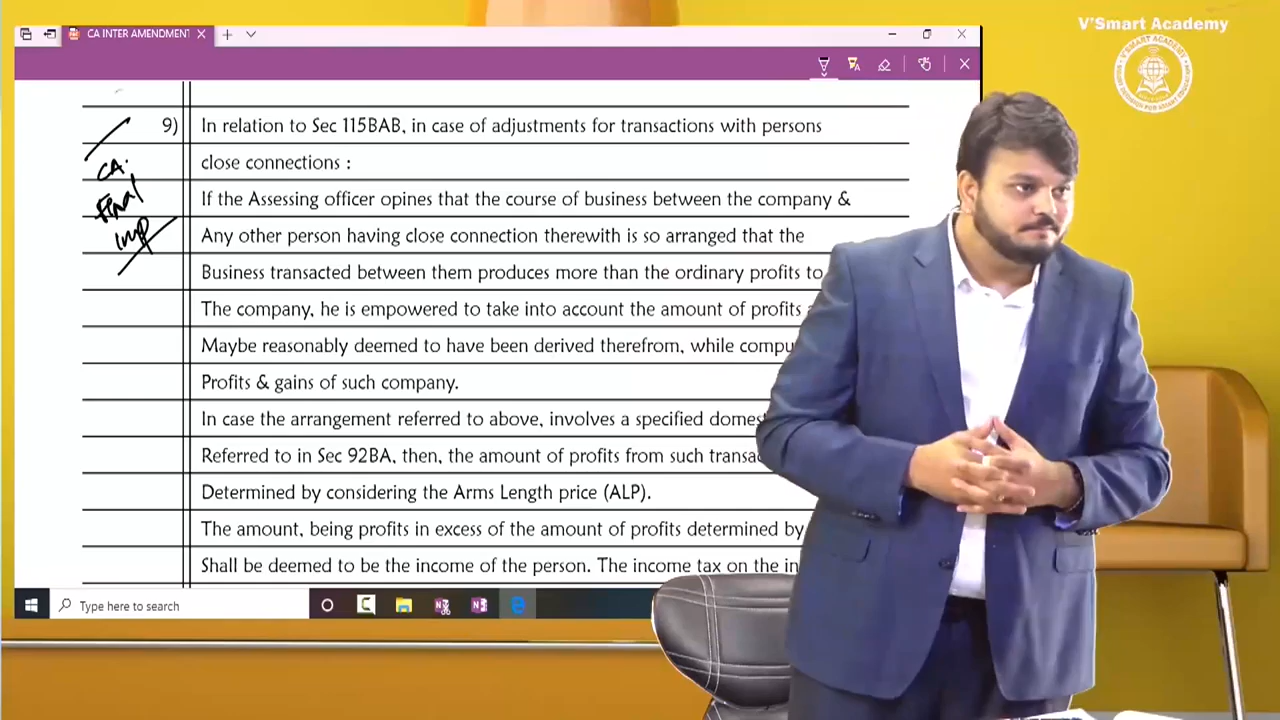 V'Smart Academy
CA INTER AMENDMENT
9) In relation to Sec 115BAB, in case of adjustments for transactions with persons
close connections :
If the Assessing officer opines that the course of business between the company &
Any other person having close connection therewith is so arranged that the
Business transacted between them produces more than the ordinary profits to
The company, he is empowered to take into account the amount of profits
Maybe reasonably deemed to have been derived therefrom, while compu
Profits & gains of such company.
In case the arrangement referred to above, involves a specified domes
Referred to in Sec 92BA, then, the amount of profits from such transac
Determined by considering the Arms Length price (ALP).
The amount, being profits in excess of the amount of profits determined by
Shall be deemed to be the income of the person. The income tax on the in
CA.
Final
imp
Type here to search